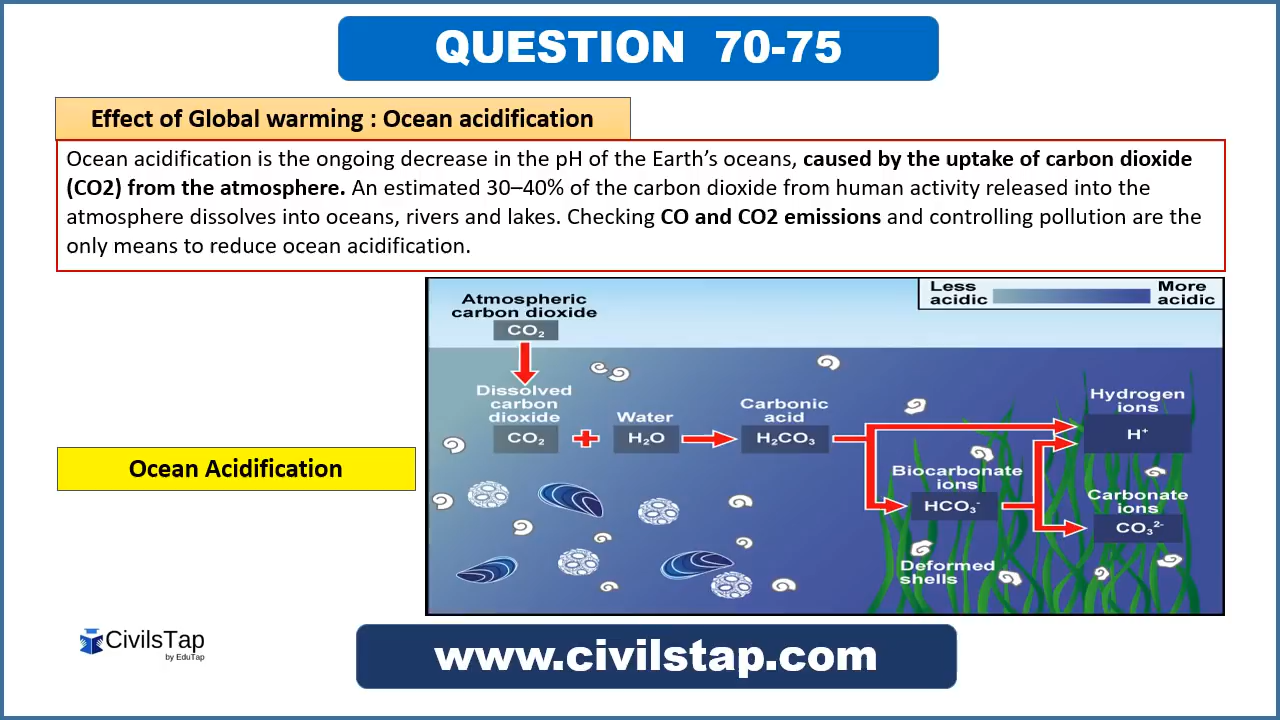 QUESTION 70-75
Effect of Global warming : Ocean acidification
Ocean acidification is the ongoing decrease in the pH of the Earth’s oceans, caused by the uptake of carbon dioxide
(CO2) from the atmosphere. An estimated 30–40% of the carbon dioxide from human activity released into the
atmosphere dissolves into oceans, rivers and lakes. Checking CO and CO2 emissions and controlling pollution are the
only means to reduce ocean acidification.
Less
acidic
More
acidic
Atmospheric
carbon dioxide
CO₂
Dissolved
carbon
dioxide
CO₂
Water
H₂O
Carbonic
acid
H₂CO₃
Hydrogen
ions
H⁺
Biocarbonate
ions
HCO₃⁻
Carbonate
ions
CO₃²⁻
Deformed
shells
Ocean Acidification
CivilsTap
by EduTap
www.civilstap.com